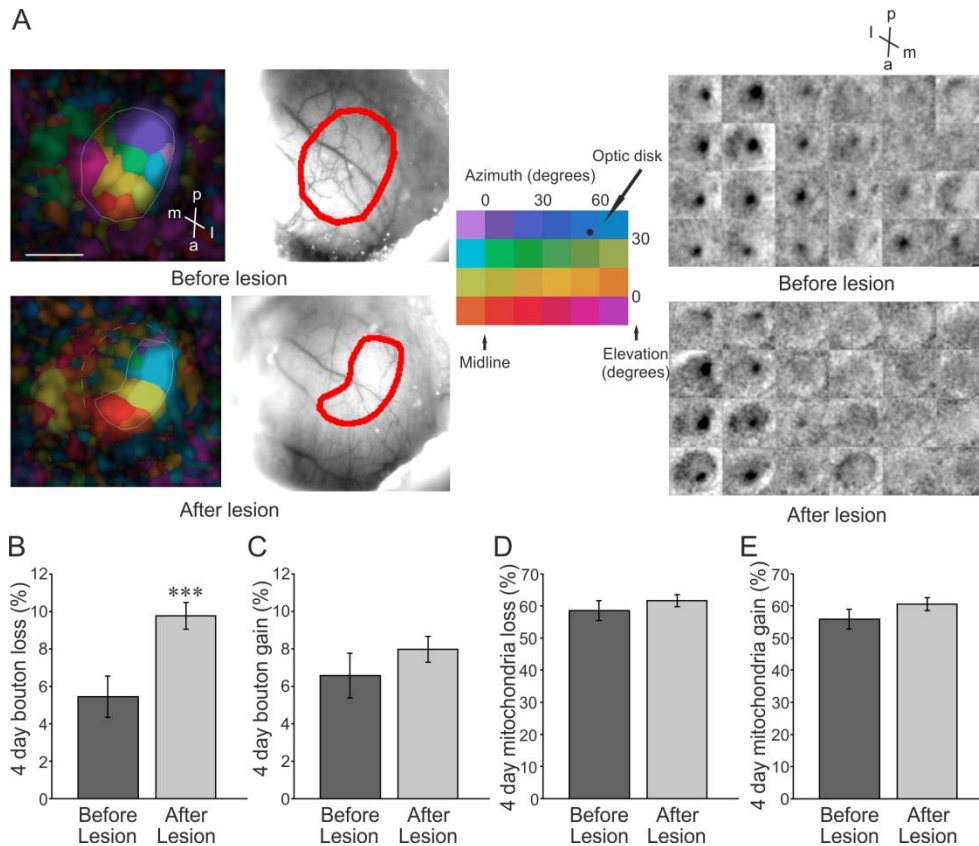 A
p
l
m
a
Optic disk
Azimuth (degrees)
0 60
p
m
l
a
30
0
Before lesion
Before lesion
Midline
Elevation
(degrees)
After lesion
After lesion
B
4 day bouton loss (%)
12
10
8
6
4
2
0
***
Before
Lesion
After
Lesion
C
4 day bouton gain (%)
12
10
8
6
4
2
0
Before
Lesion
After
Lesion
D
4 day mitochondria loss (%)
70
60
50
40
30
20
10
0
Before
Lesion
After
Lesion
E
4 day mitochondria gain (%)
70
60
50
40
30
20
10
0
Before
Lesion
After
Lesion